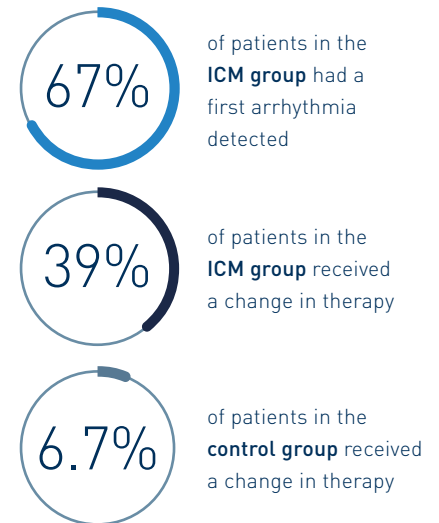 67%
of patients in the
ICM group had a
first arrhythmia
detected
39%
of patients in the
ICM group received
a change in therapy
6.7%
of patients in the
control group received
a change in therapy